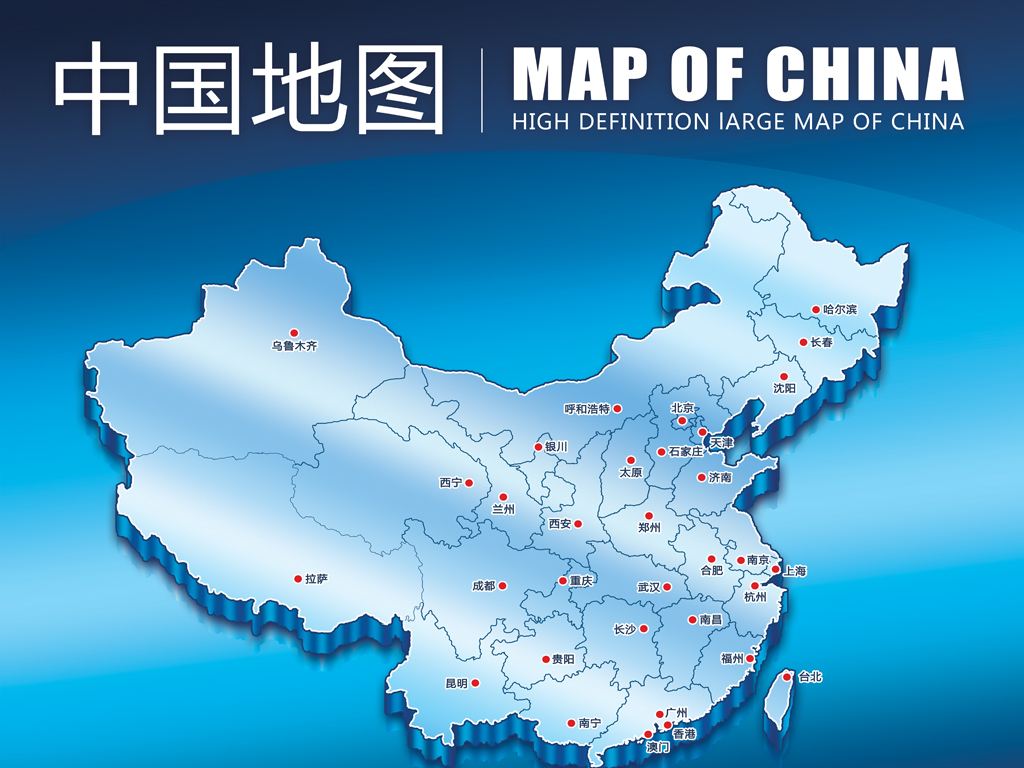 中国地图
MAP OF CHINA
HIGH DEFINITION lARGE MAP OF CHINA
哈尔滨
长春
乌鲁木齐
沈阳
呼和浩特
北京
天津
银川
石家庄
太原
济南
西宁
兰州
西安
郑州
南京
合肥
上海
拉萨
成都
重庆
武汉
杭州
南昌
长沙
贵阳
福州
台北
昆明
广州
南宁
香港
澳门